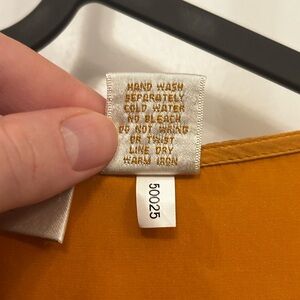 HAND WASH
SEPARATELY
COLD WATER
NO BLEACH
DO NOT WRING
OR TWIST
LINE DRY
WARM IRON
50025